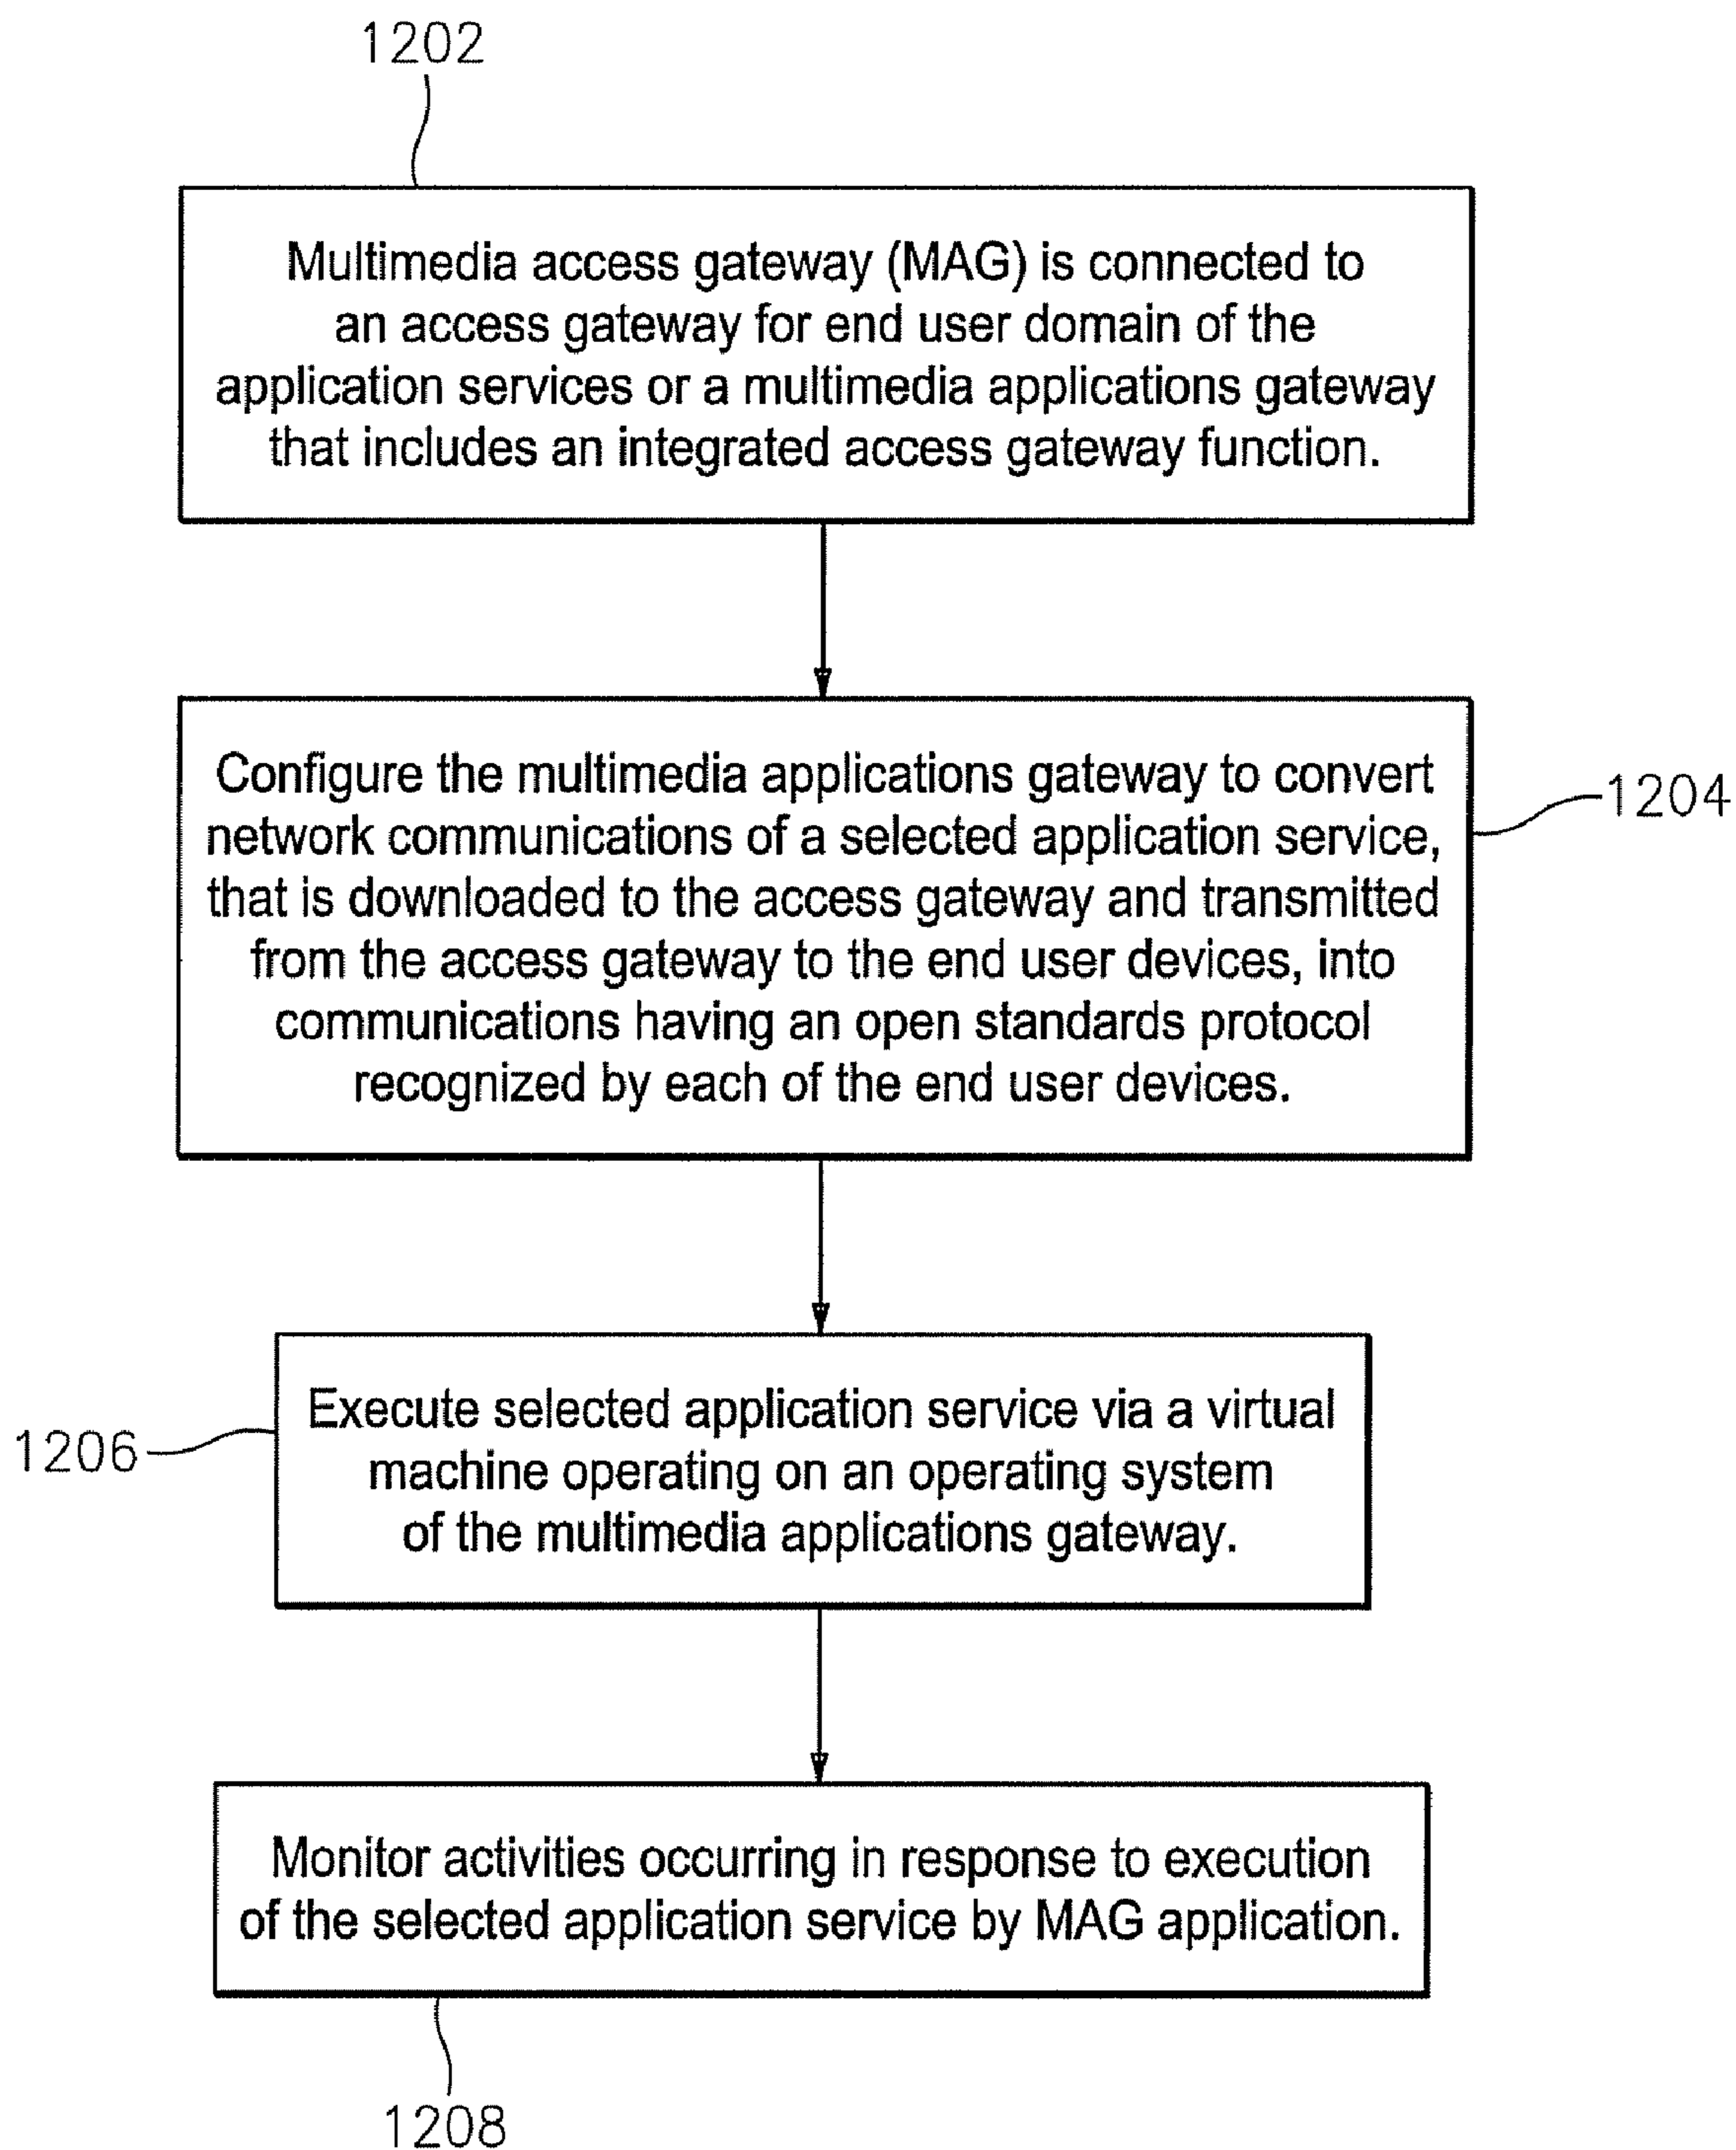 1202
Multimedia access gateway (MAG) is connected to
an access gateway for end user domain of the
application services or a multimedia applications gateway
that includes an integrated access gateway function.
Configure the multimedia applications gateway to convert
network communications of a selected application service,
that is downloaded to the access gateway and transmitted
from the access gateway to the end user devices, into
communications having an open standards protocol
recognized by each of the end user devices.
1204
Execute selected application service via a virtual
machine operating on an operating system
of the multimedia applications gateway.
1206
Monitor activities occurring in response to execution
of the selected application service by MAG application.
1208